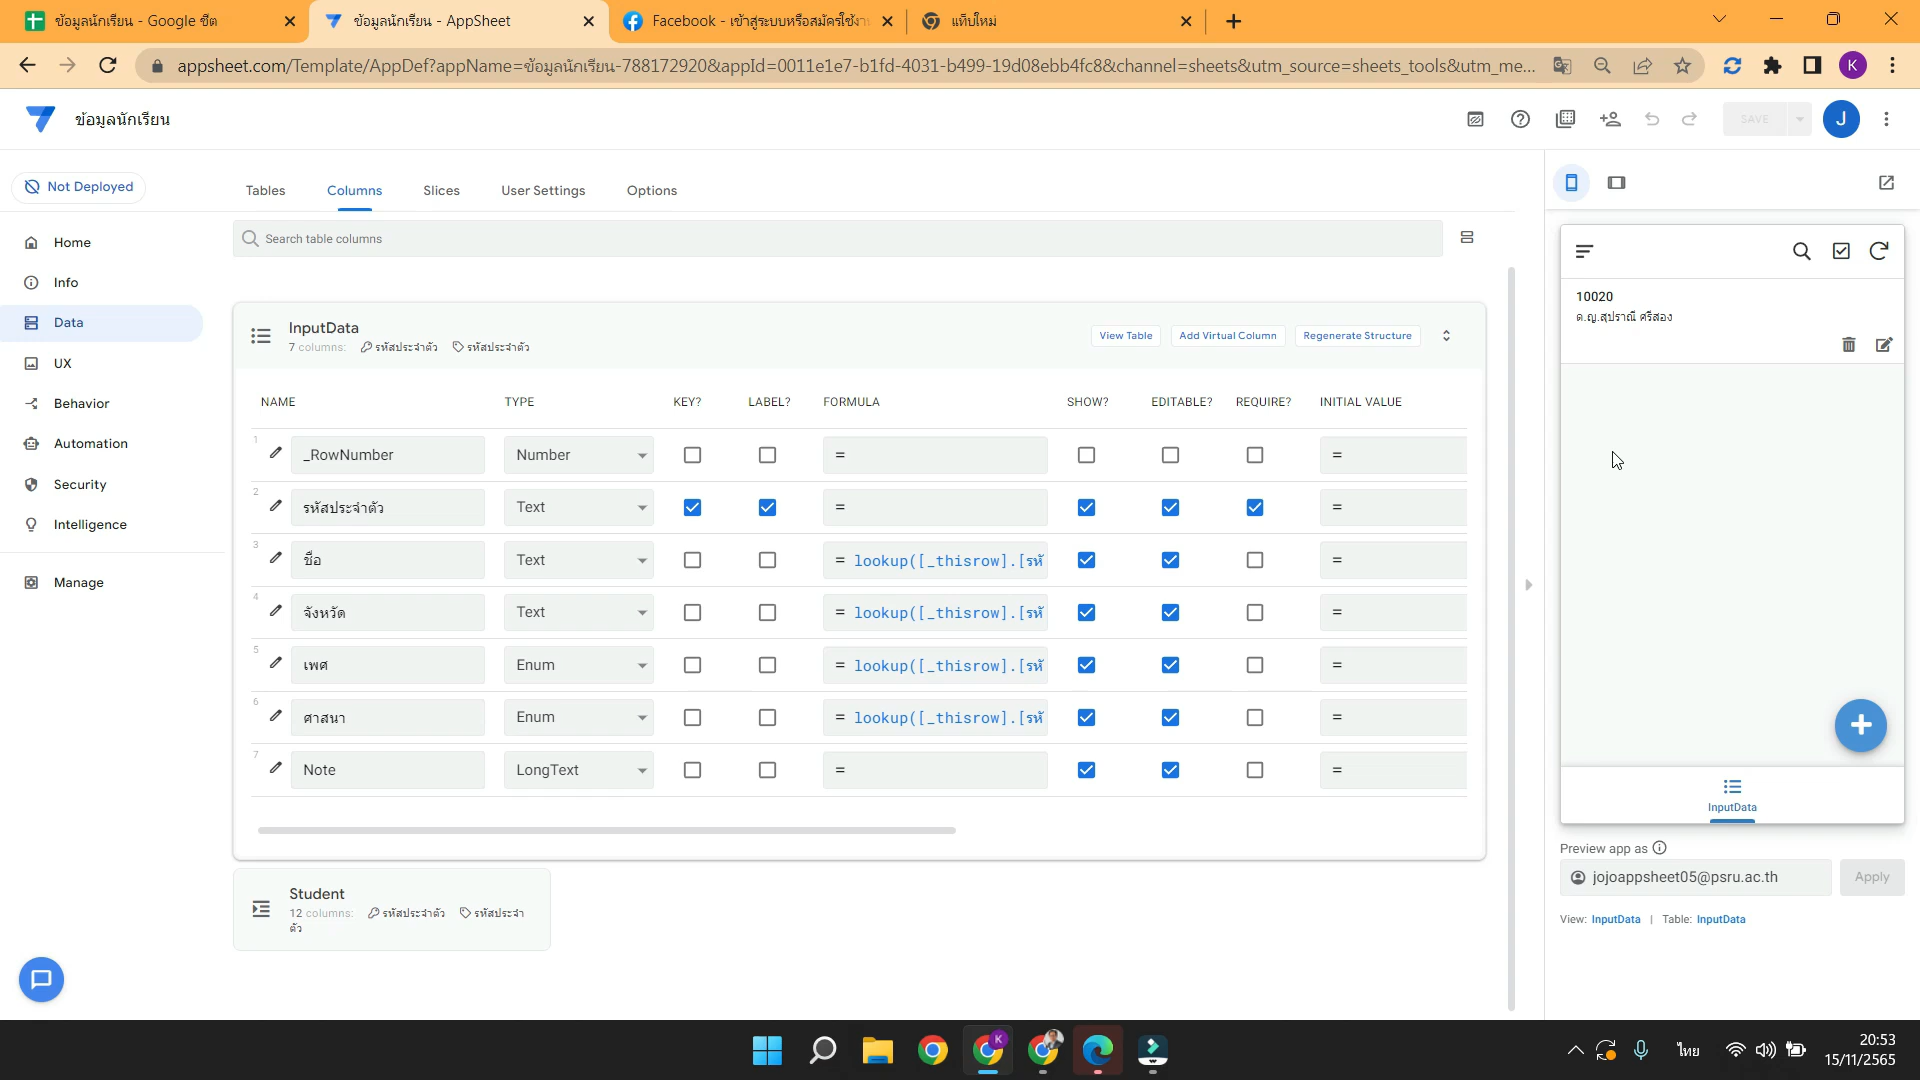 ข้อมูลนักเรียน - Google ชีต
ข้อมูลนักเรียน - AppSheet
Facebook - เข้าสู่ระบบหรือสมัครใช้งาน
แท็บใหม่
appsheet.com/Template/AppDef?appName=ข้อมูลนักเรียน-788172920&appId=0011e1e7-b1fd-4031-b499-19d08ebb4fc8&channel=sheets&utm_source=sheets_tools&utm_me...
K
ข้อมูลนักเรียน
SAVE
J
Not Deployed
Tables
Columns
Slices
User Settings
Options
Home
Info
Data
UX
Behavior
Automation
Security
Intelligence
Manage
Search table columns
InputData
7 columns: รหัสประจำตัว รหัสประจำตัว
View Table
Add Virtual Column
Regenerate Structure
NAME TYPE KEY? LABEL? FORMULA SHOW? EDITABLE? REQUIRE? INITIAL VALUE
1 _RowNumber Number = =
2 รหัสประจำตัว Text = =
3 ชื่อ Text = lookup([_thisrow].[รหั =
4 จังหวัด Text = lookup([_thisrow].[รหั =
5 เพศ Enum = lookup([_thisrow].[รหั =
6 ศาสนา Enum = lookup([_thisrow].[รหั =
7 Note LongText = =
Student
12 columns: รหัสประจำตัว รหัสประจำ
ตัว
10020
ด.ญ.สุปราณี ศรีสอง
InputData
Preview app as
jojoappsheet05@psru.ac.th
Apply
View: InputData | Table: InputData
K
ไทย
20:53
15/11/2565